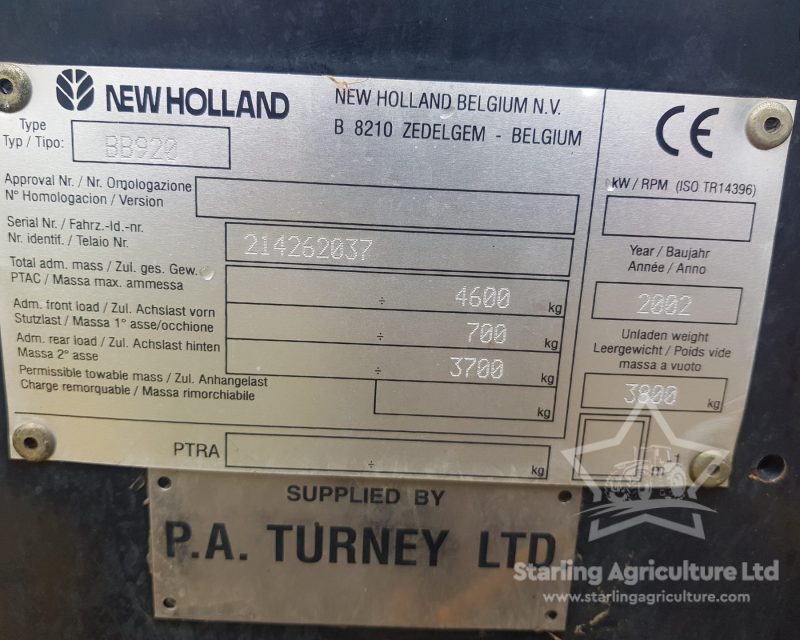 NEW HOLLAND
NEW HOLLAND BELGIUM N.V.
B 8210 ZEDELGEM - BELGIUM
CE
Type
Typ / Tipo:
BB920
Approval Nr. / Nr. Omologazione
N° Homologacion / Version
Serial Nr. / Fahrz.-Id.-nr.
Nr. identif. / Telaio Nr.
214262037
Total adm. mass / Zul. ges. Gew.
PTAC / Massa max. ammessa
÷ 4600 kg
Adm. front load / Zul. Achslast vorn
Stutzlast / Massa 1° asse/occhione
÷ 700 kg
Adm. rear load / Zul. Achslast hinten
Massa 2° asse
÷ 3700 kg
Permissible towable mass / Zul. Anhangelast
Charge remorquable / Massa rimorchiabile
kg
PTRA
÷ kg
kW / RPM (ISO TR14396)
Year / Baujahr
Année / Anno
2002
Unladen weight
Leergewicht / Poids vide
massa a vuoto
3800 kg
m-1
SUPPLIED BY
P.A. TURNEY LTD
Starling Agriculture Ltd
www.starlingagriculture.com